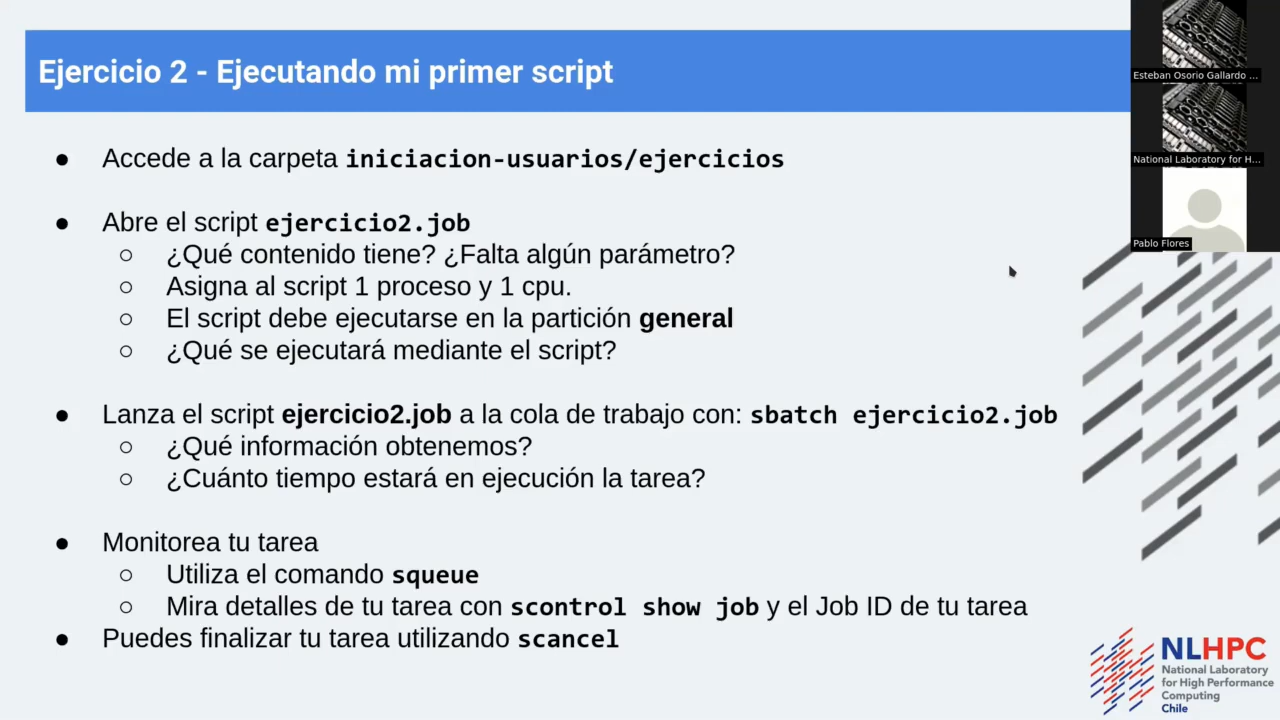 Ejercicio 2 - Ejecutando mi primer script
● Accede a la carpeta iniciacion-usuarios/ejercicios
● Abre el script ejercicio2.job
○ ¿Qué contenido tiene? ¿Falta algún parámetro?
○ Asigna al script 1 proceso y 1 cpu.
○ El script debe ejecutarse en la partición general
○ ¿Qué se ejecutará mediante el script?
● Lanza el script ejercicio2.job a la cola de trabajo con: sbatch ejercicio2.job
○ ¿Qué información obtenemos?
○ ¿Cuánto tiempo estará en ejecución la tarea?
● Monitorea tu tarea
○ Utiliza el comando squeue
○ Mira detalles de tu tarea con scontrol show job y el Job ID de tu tarea
● Puedes finalizar tu tarea utilizando scancel
Esteban Osorio Gallardo ...
National Laboratory for H...
Pablo Flores
NLHPC
National Laboratory
for High Performance
Computing
Chile